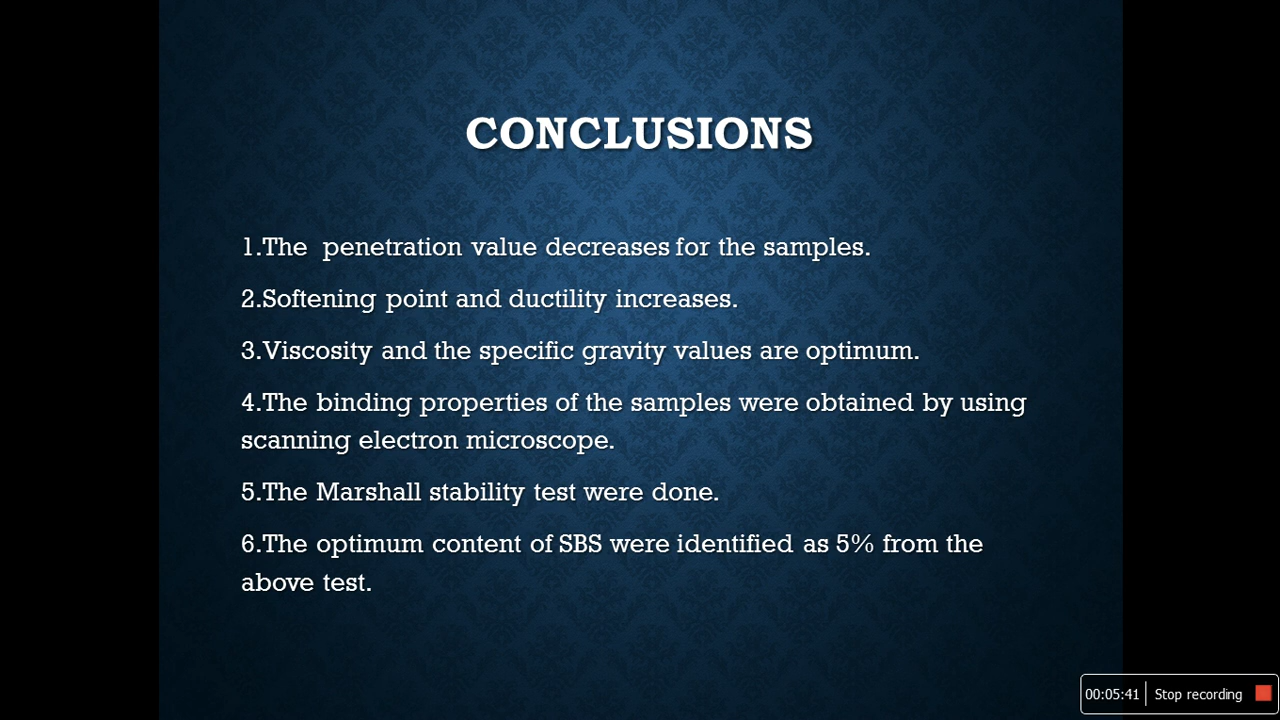 CONCLUSIONS
1.The  penetration value decreases for the samples.
2.Softening point and ductility increases.
3.Viscosity and the specific gravity values are optimum.
4.The binding properties of the samples were obtained by using
scanning electron microscope.
5.The Marshall stability test were done.
6.The optimum content of SBS were identified as 5% from the
above test.
00:05:41 Stop recording